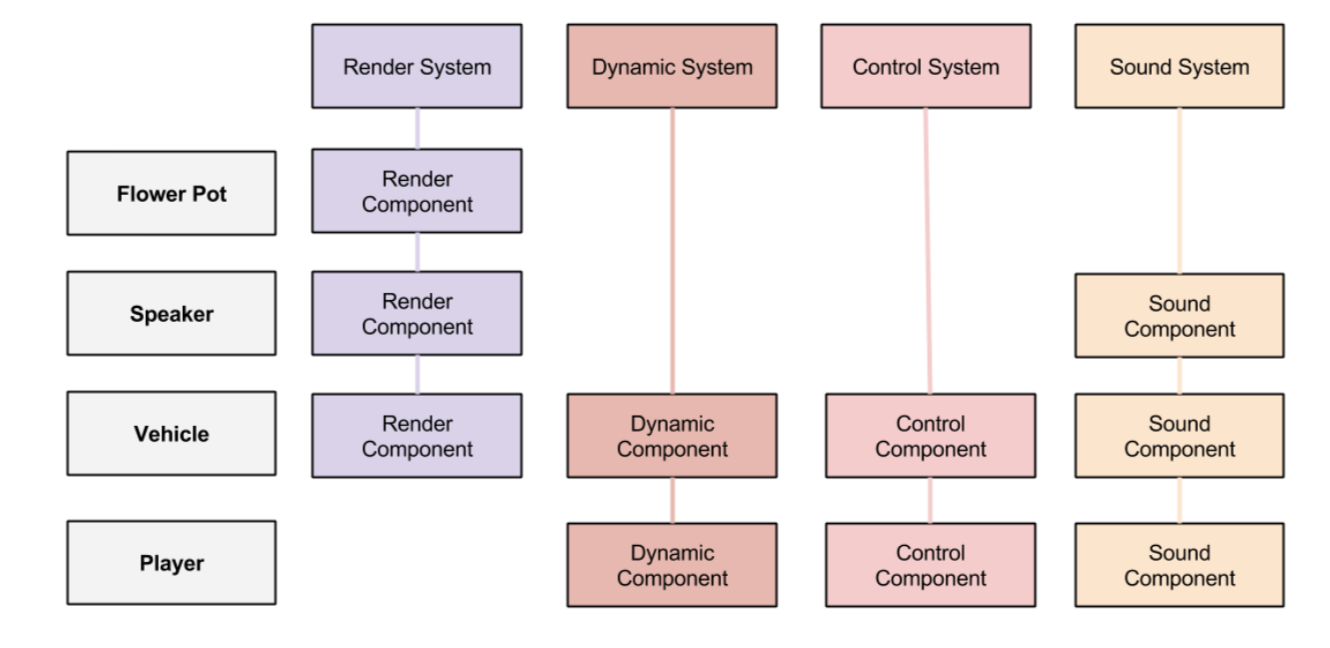 Render System
Dynamic System
Control System
Sound System
Flower Pot
Render
Component
Speaker
Render
Component
Sound
Component
Vehicle
Render
Component
Dynamic
Component
Control
Component
Sound
Component
Player
Dynamic
Component
Control
Component
Sound
Component